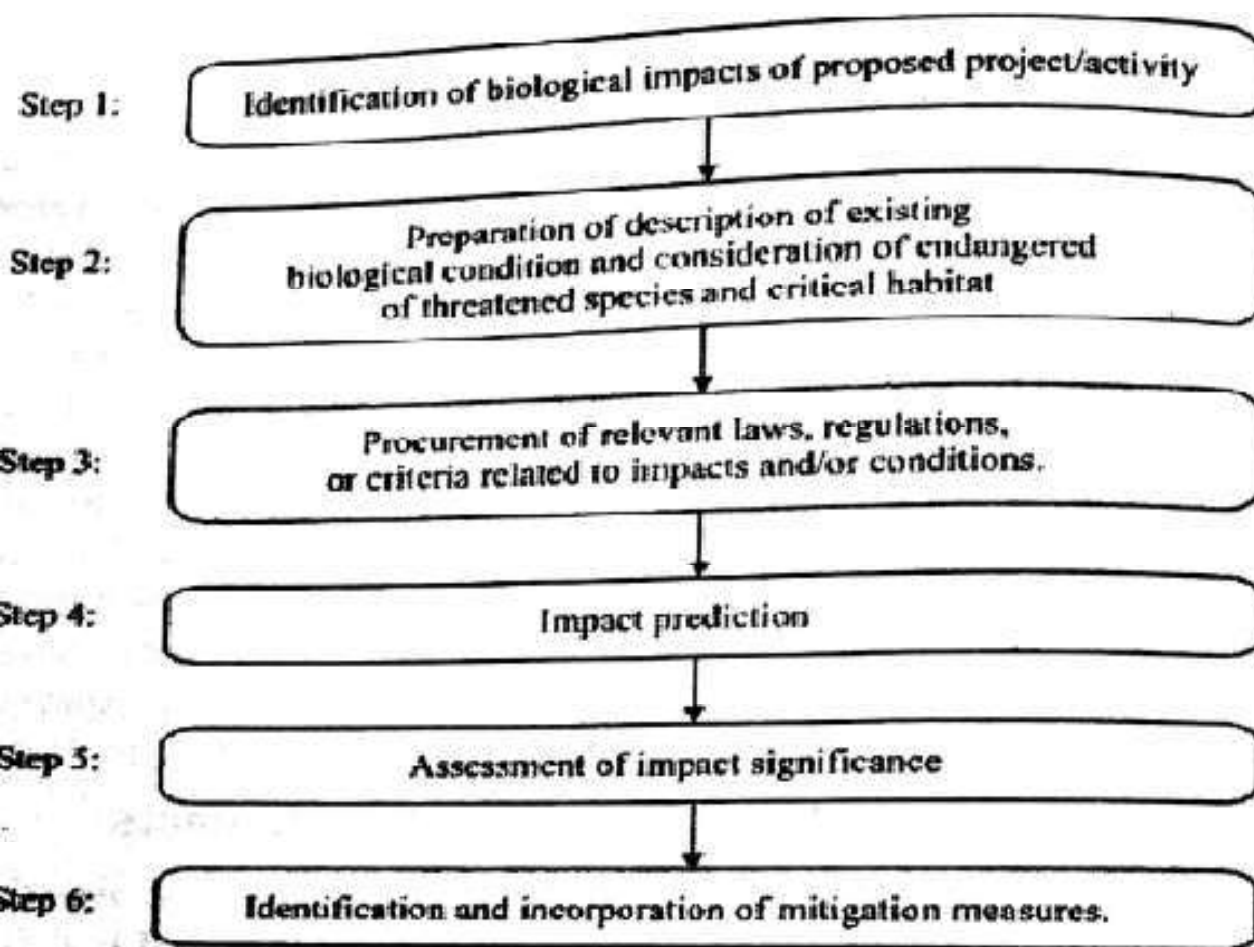 Step 1:
Identification of biological impacts of proposed project/activity
Step 2:
Preparation of description of existing
biological condition and consideration of endangered
of threatened species and critical habitat
Step 3:
Procurement of relevant laws, regulations,
or criteria related to impacts and/or conditions.
Step 4:
Impact prediction
Step 5:
Assessment of impact significance
Step 6:
Identification and incorporation of mitigation measures.